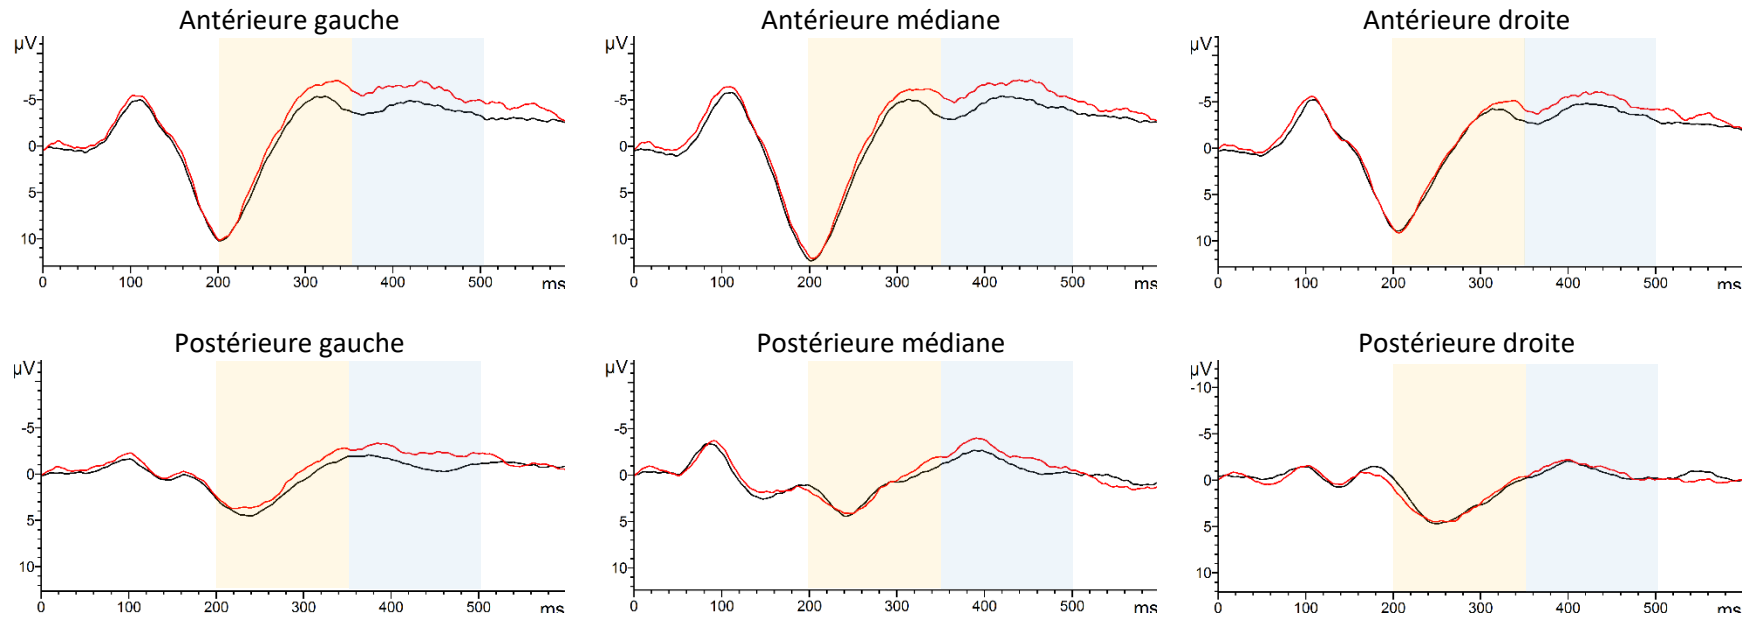 Antérieure gauche
µV
-5
0
5
10
0 100 200 300 400 500 ms
Antérieure médiane
µV
-5
0
5
10
0 100 200 300 400 500 ms
Antérieure droite
µV
-5
0
5
10
0 100 200 300 400 500 ms
Postérieure gauche
µV
-5
0
5
10
0 100 200 300 400 500 ms
Postérieure médiane
µV
-5
0
5
10
0 100 200 300 400 500 ms
Postérieure droite
µV
-10
-5
0
5
10
0 100 200 300 400 500 ms